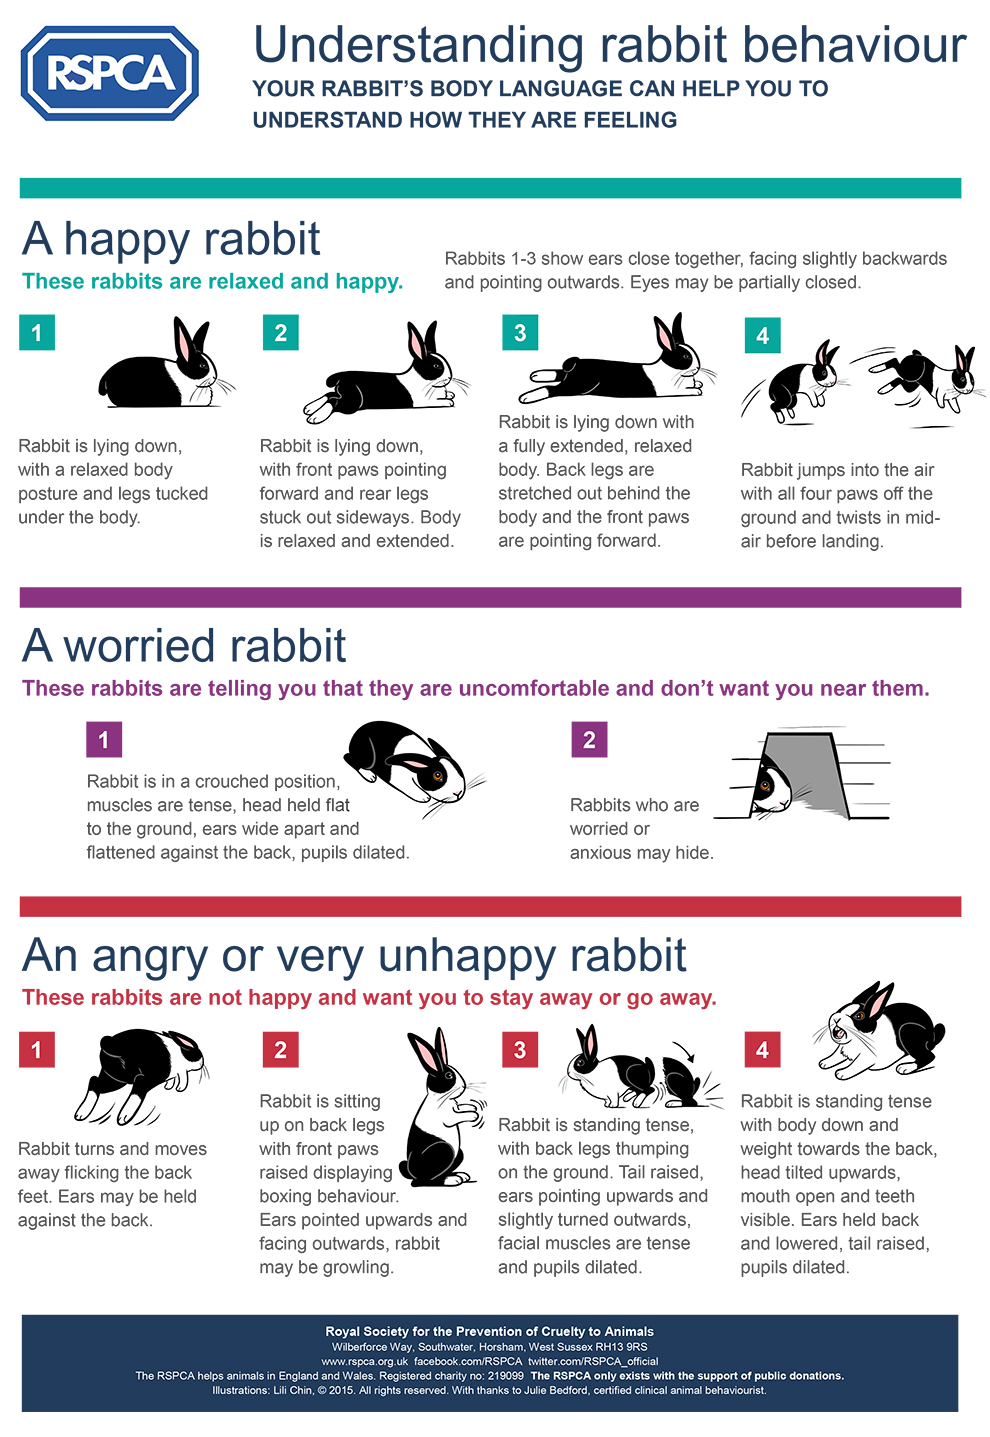 RSPCA
Understanding rabbit behaviour
YOUR RABBIT'S BODY LANGUAGE CAN HELP YOU TO
UNDERSTAND HOW THEY ARE FEELING
A happy rabbit
These rabbits are relaxed and happy.
Rabbits 1-3 show ears close together, facing slightly backwards
and pointing outwards. Eyes may be partially closed.
1
Rabbit is lying down,
with a relaxed body
posture and legs tucked
under the body.
2
Rabbit is lying down,
with front paws pointing
forward and rear legs
stuck out sideways. Body
is relaxed and extended.
3
Rabbit is lying down with
a fully extended, relaxed
body. Back legs are
stretched out behind the
body and the front paws
are pointing forward.
4
Rabbit jumps into the air
with all four paws off the
ground and twists in mid-
air before landing.
A worried rabbit
These rabbits are telling you that they are uncomfortable and don't want you near them.
1
Rabbit is in a crouched position,
muscles are tense, head held flat
to the ground, ears wide apart and
flattened against the back, pupils dilated.
2
Rabbits who are
worried or
anxious may hide.
An angry or very unhappy rabbit
These rabbits are not happy and want you to stay away or go away.
1
Rabbit turns and moves
away flicking the back
feet. Ears may be held
against the back.
2
Rabbit is sitting
up on back legs
with front paws
raised displaying
boxing behaviour.
Ears pointed upwards and
facing outwards, rabbit
may be growling.
3
Rabbit is standing tense,
with back legs thumping
on the ground. Tail raised,
ears pointing upwards and
slightly turned outwards,
facial muscles are tense
and pupils dilated.
4
Rabbit is standing tense
with body down and
weight towards the back,
head tilted upwards,
mouth open and teeth
visible. Ears held back
and lowered, tail raised,
pupils dilated.
Royal Society for the Prevention of Cruelty to Animals
Wilberforce Way, Southwater, Horsham, West Sussex RH13 9RS
www.rspca.org.uk facebook.com/RSPCA twitter.com/RSPCA_official
The RSPCA helps animals in England and Wales. Registered charity no: 219099 The RSPCA only exists with the support of public donations.
Illustrations: Lili Chin, © 2015. All rights reserved. With thanks to Julie Bedford, certified clinical animal behaviourist.